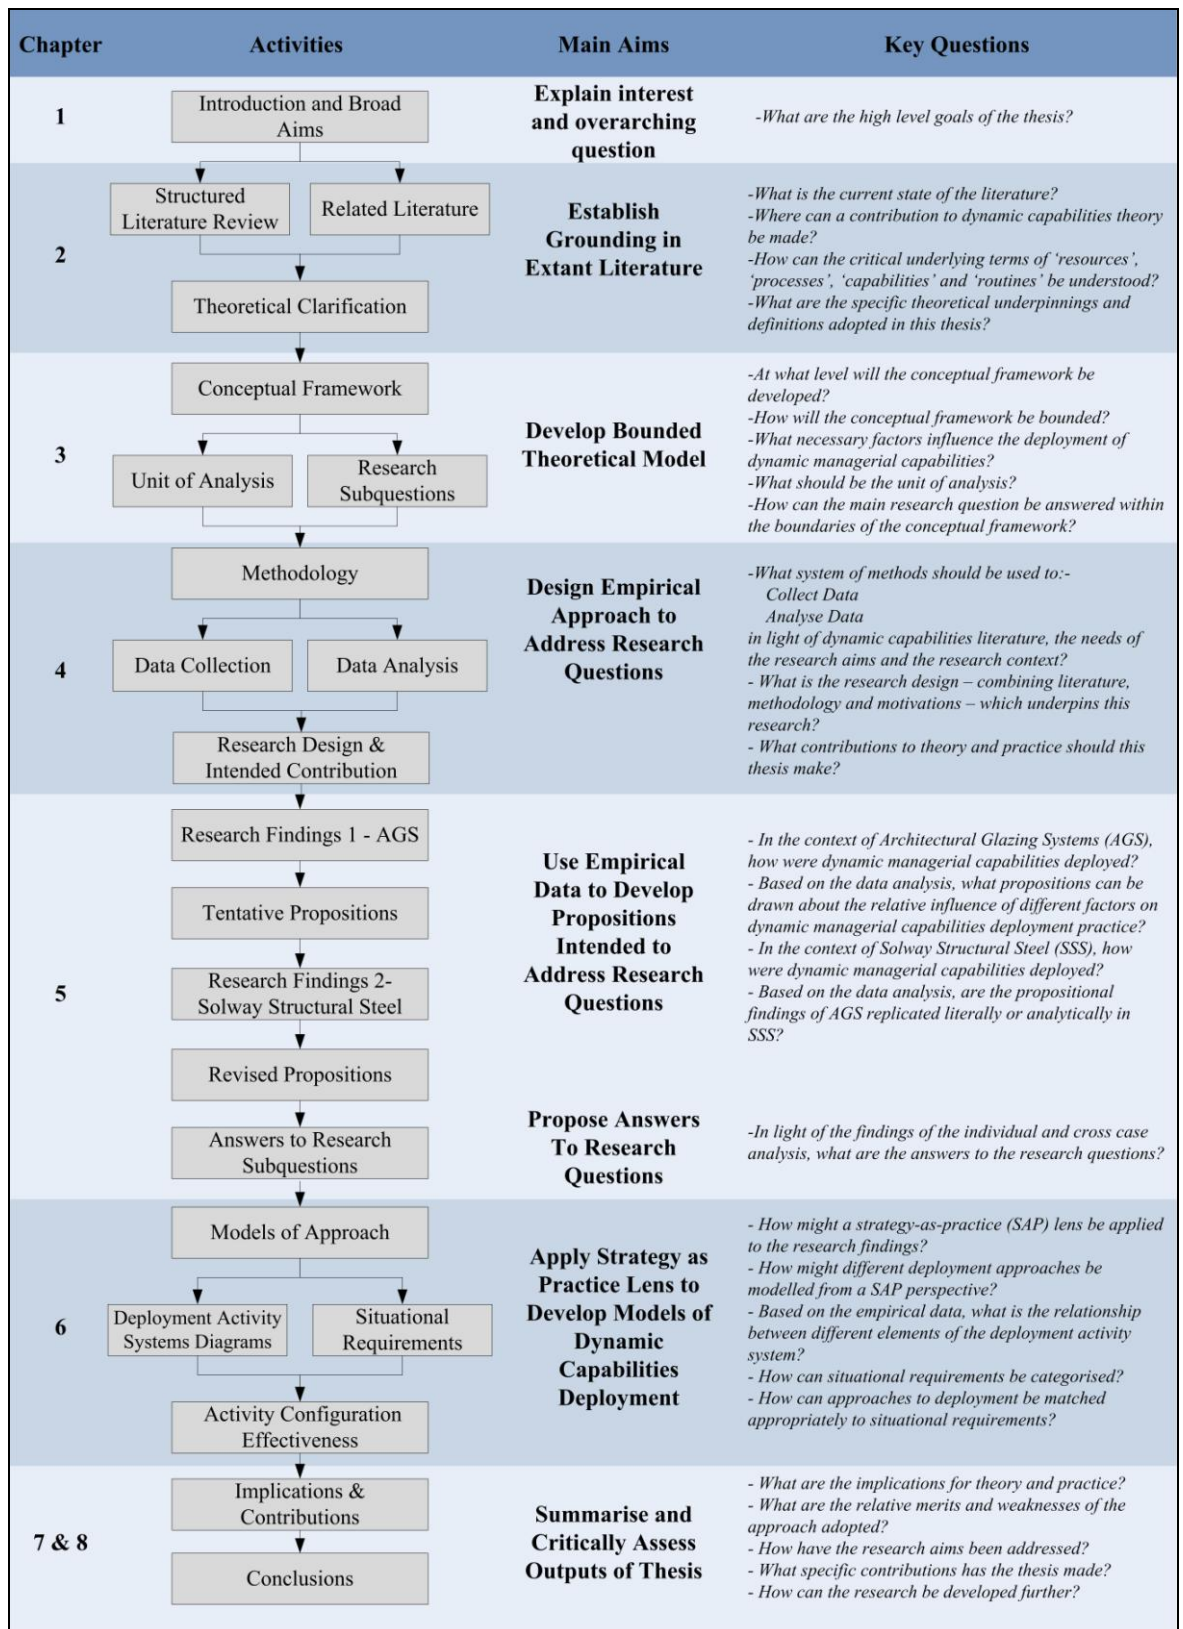 Chapter Activities Main Aims Key Questions
1
Introduction and Broad
Aims
Explain interest
and overarching
question
-What are the high level goals of the thesis?
2
Structured
Literature Review
Related Literature
Theoretical Clarification
Establish
Grounding in
Extant Literature
-What is the current state of the literature?
-Where can a contribution to dynamic capabilities theory
be made?
-How can the critical underlying terms of ‘resources’,
‘processes’, ‘capabilities’ and ‘routines’ be understood?
-What are the specific theoretical underpinnings and
definitions adopted in this thesis?
3
Conceptual Framework
Unit of Analysis
Research
Subquestions
Develop Bounded
Theoretical Model
-At what level will the conceptual framework be
developed?
-How will the conceptual framework be bounded?
-What necessary factors influence the deployment of
dynamic managerial capabilities?
-What should be the unit of analysis?
-How can the main research question be answered within
the boundaries of the conceptual framework?
4
Methodology
Data Collection
Data Analysis
Research Design &
Intended Contribution
Design Empirical
Approach to
Address Research
Questions
-What system of methods should be used to:-
Collect Data
Analyse Data
in light of dynamic capabilities literature, the needs of
the research aims and the research context?
- What is the research design – combining literature,
methodology and motivations – which underpins this
research?
- What contributions to theory and practice should this
thesis make?
5
Research Findings 1 - AGS
Tentative Propositions
Research Findings 2-
Solway Structural Steel
Revised Propositions
Answers to Research
Subquestions
Use Empirical
Data to Develop
Propositions
Intended to
Address Research
Questions
- In the context of Architectural Glazing Systems (AGS),
how were dynamic managerial capabilities deployed?
- Based on the data analysis, what propositions can be
drawn about the relative influence of different factors on
dynamic managerial capabilities deployment practice?
- In the context of Solway Structural Steel (SSS), how
were dynamic managerial capabilities deployed?
- Based on the data analysis, are the propositional
findings of AGS replicated literally or analytically in
SSS?
Propose Answers
To Research
Questions
-In light of the findings of the individual and cross case
analysis, what are the answers to the research questions?
6
Models of Approach
Deployment Activity
Systems Diagrams
Situational
Requirements
Activity Configuration
Effectiveness
Apply Strategy as
Practice Lens to
Develop Models of
Dynamic
Capabilities
Deployment
- How might a strategy-as-practice (SAP) lens be applied
to the research findings?
- How might different deployment approaches be
modelled from a SAP perspective?
- Based on the empirical data, what is the relationship
between different elements of the deployment activity
system?
- How can situational requirements be categorised?
- How can approaches to deployment be matched
appropriately to situational requirements?
7 & 8
Implications &
Contributions
Conclusions
Summarise and
Critically Assess
Outputs of Thesis
- What are the implications for theory and practice?
- What are the relative merits and weaknesses of the
approach adopted?
- How have the research aims been addressed?
- What specific contributions has the thesis made?
- How can the research be developed further?